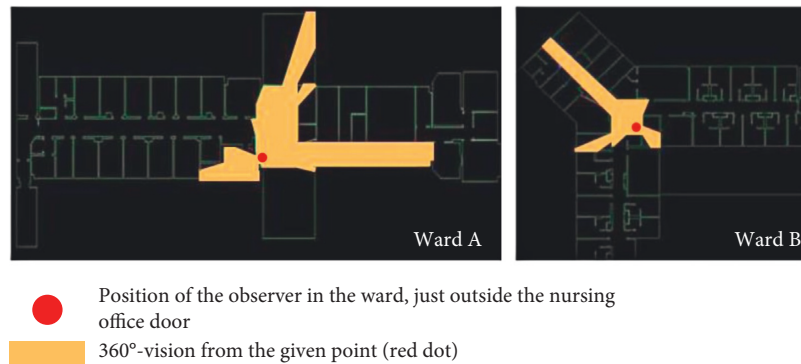 Ward A
Ward B
Position of the observer in the ward, just outside the nursing
office door
360°-vision from the given point (red dot)